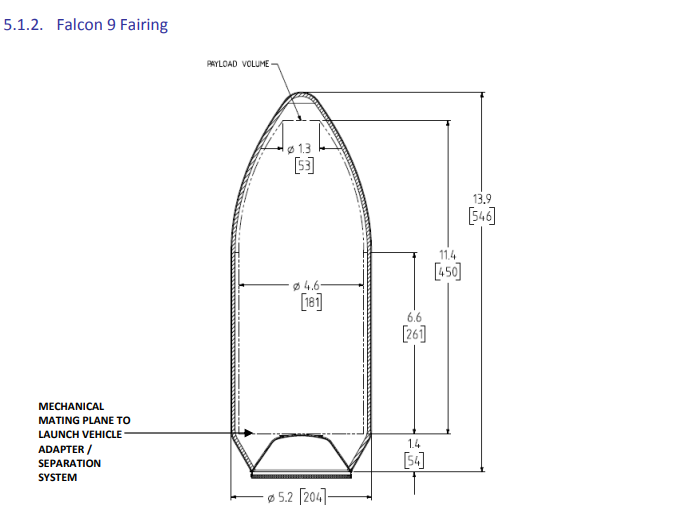 5.1.2. Falcon 9 Fairing
PAYLOAD VOLUME
⌀ 1.3
[53]
13.9
[546]
11.4
[450]
⌀ 4.6
[181]
6.6
[261]
MECHANICAL
MATING PLANE TO
LAUNCH VEHICLE
ADAPTER /
SEPARATION
SYSTEM
1.4
[54]
⌀ 5.2 [204]